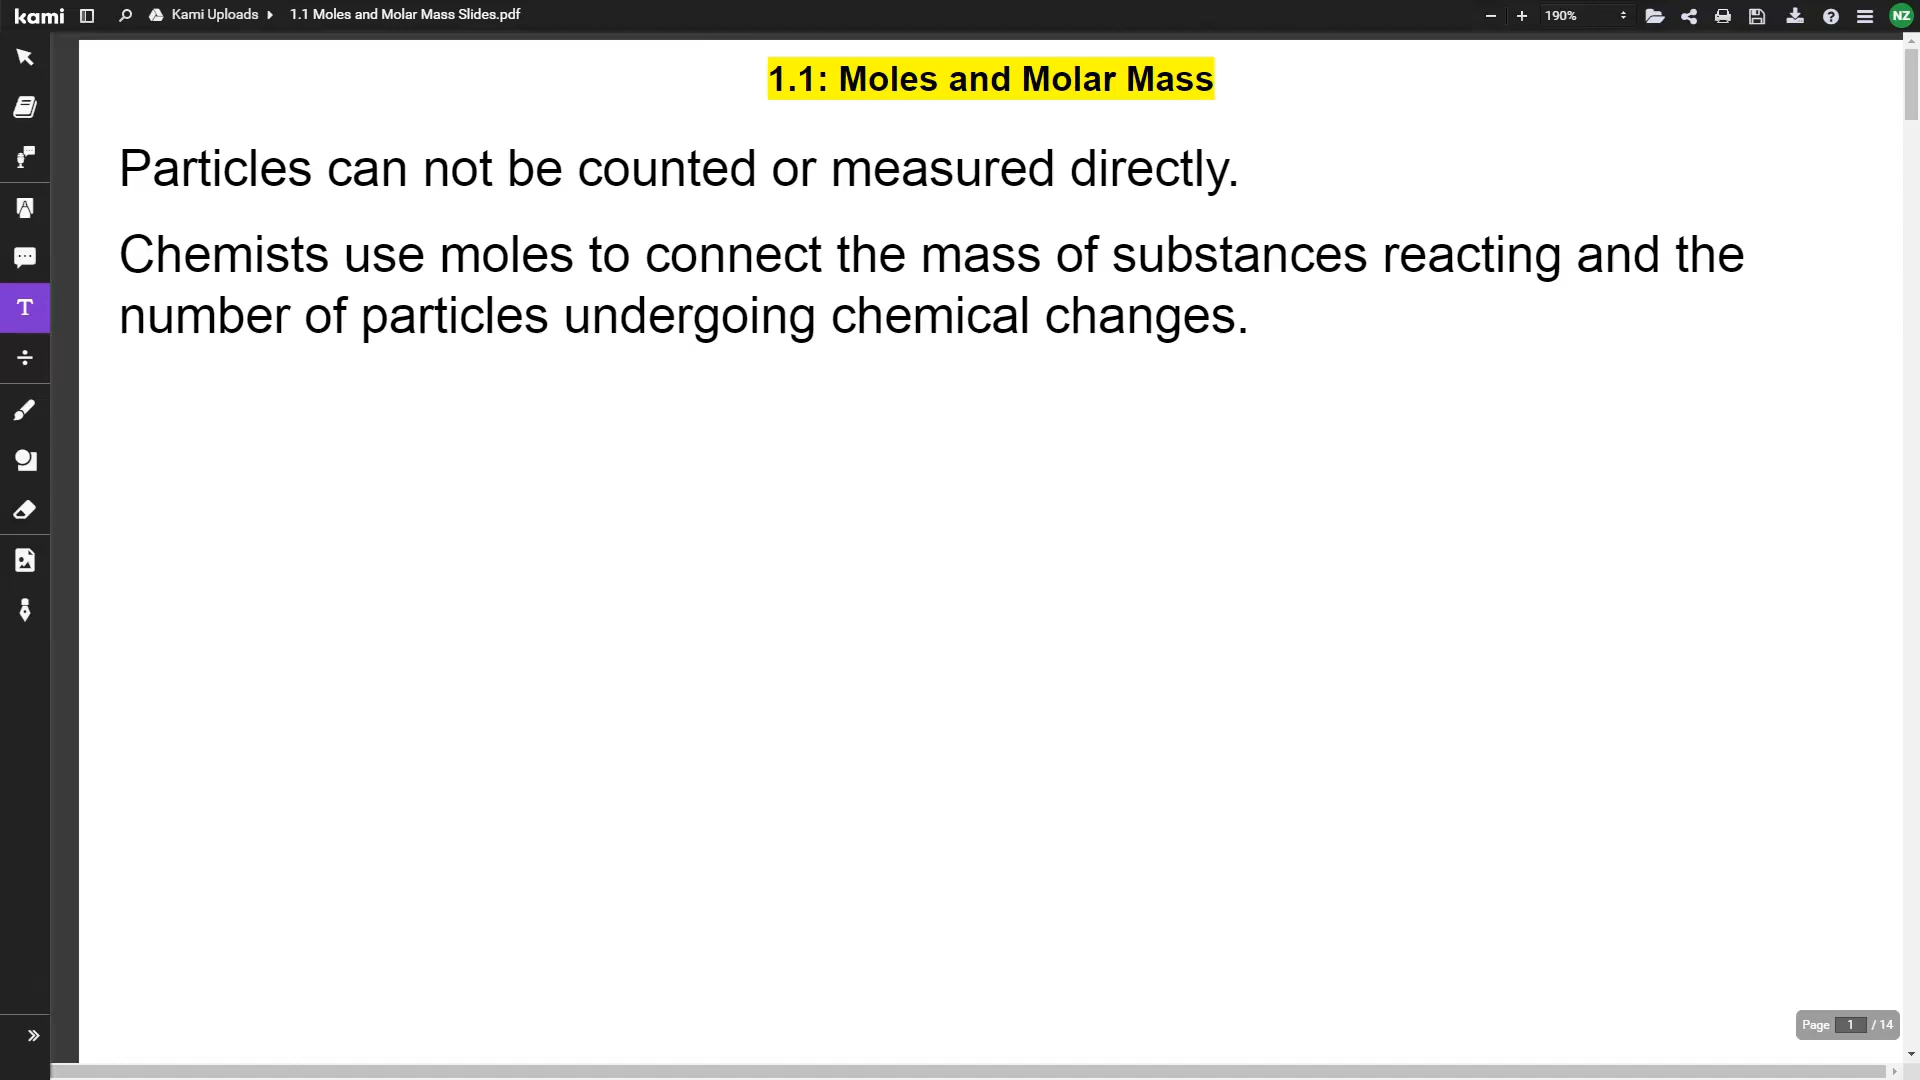 kami Kami Uploads 1.1 Moles and Molar Mass Slides.pdf 190% NZ
1.1: Moles and Molar Mass
Particles can not be counted or measured directly.
Chemists use moles to connect the mass of substances reacting and the
number of particles undergoing chemical changes.
T
Page 1 / 14